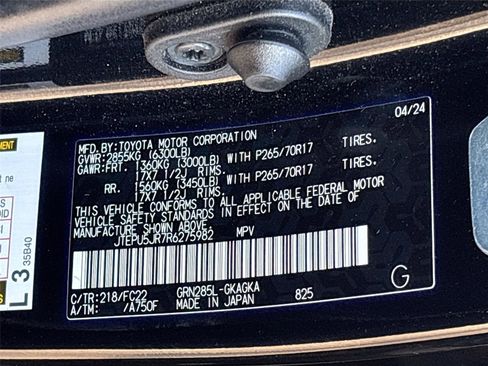 04/24
MFD.BY:TOYOTA MOTOR CORPORATION
GVWR:2855KG (6300LB)
GAWR:FRT. 1360KG (3000LB) WITH P265/70R17 TIRES.
17X7 1/2J RIMS.
RR. 1560KG (3450LB) WITH P265/70R17 TIRES.
17X7 1/2J RIMS.
THIS VEHICLE CONFORMS TO ALL APPLICABLE FEDERAL MOTOR
VEHICLE SAFETY STANDARDS IN EFFECT ON THE DATE OF
MANUFACTURE SHOWN ABOVE.
JTEPU5JR7R6275982 MPV
C/TR:218/FC22 GRN285L-GKAGKA
A/TM: /A750F MADE IN JAPAN 825
G
L 3
35B40